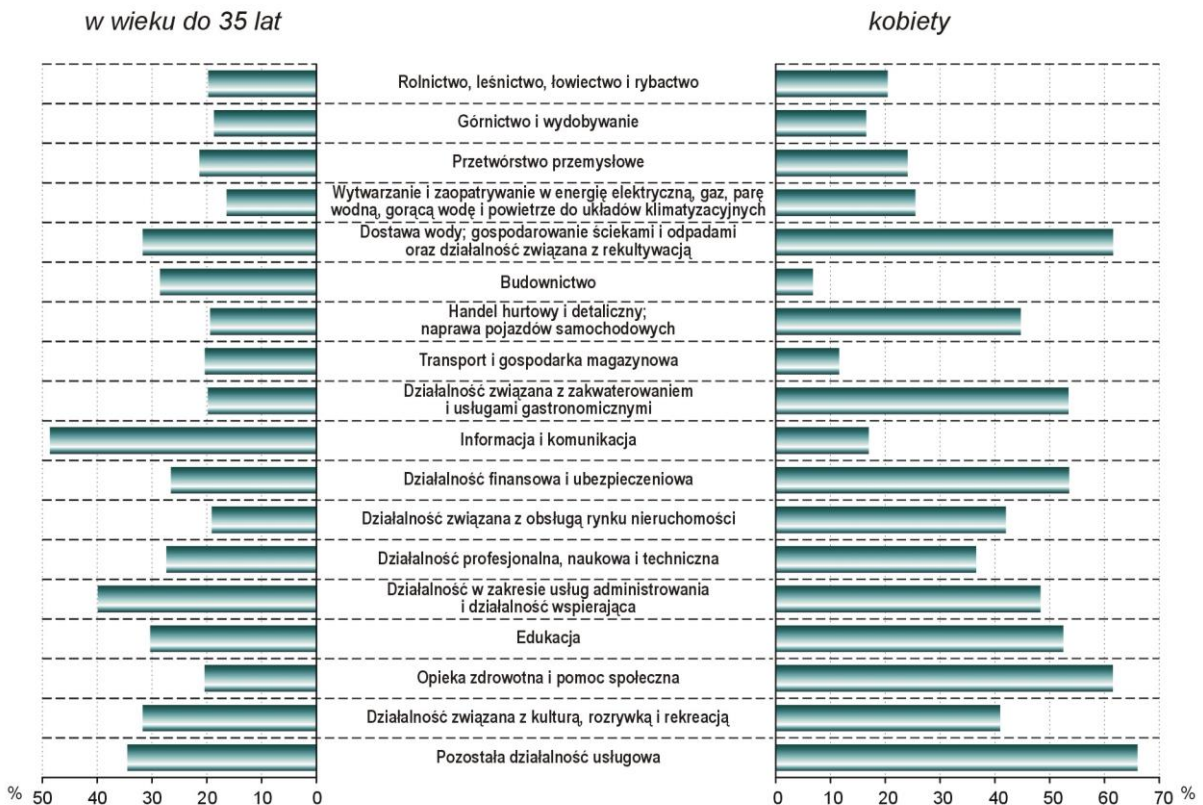 w wieku do 35 lat
kobiety
Rolnictwo, leśnictwo, łowiectwo i rybactwo
Górnictwo i wydobywanie
Przetwórstwo przemysłowe
Wytwarzanie i zaopatrywanie w energię elektryczną, gaz, parę
wodną, gorącą wodę i powietrze do układów klimatyzacyjnych
Dostawa wody; gospodarowanie ściekami i odpadami
oraz działalność związana z rekultywacją
Budownictwo
Handel hurtowy i detaliczny;
naprawa pojazdów samochodowych
Transport i gospodarka magazynowa
Działalność związana z zakwaterowaniem
i usługami gastronomicznymi
Informacja i komunikacja
Działalność finansowa i ubezpieczeniowa
Działalność związana z obsługą rynku nieruchomości
Działalność profesjonalna, naukowa i techniczna
Działalność w zakresie usług administrowania
i działalność wspierająca
Edukacja
Opieka zdrowotna i pomoc społeczna
Działalność związana z kulturą, rozrywką i rekreacją
Pozostała działalność usługowa
% 50 40 30 20 10 0
0 10 20 30 40 50 60 70 %